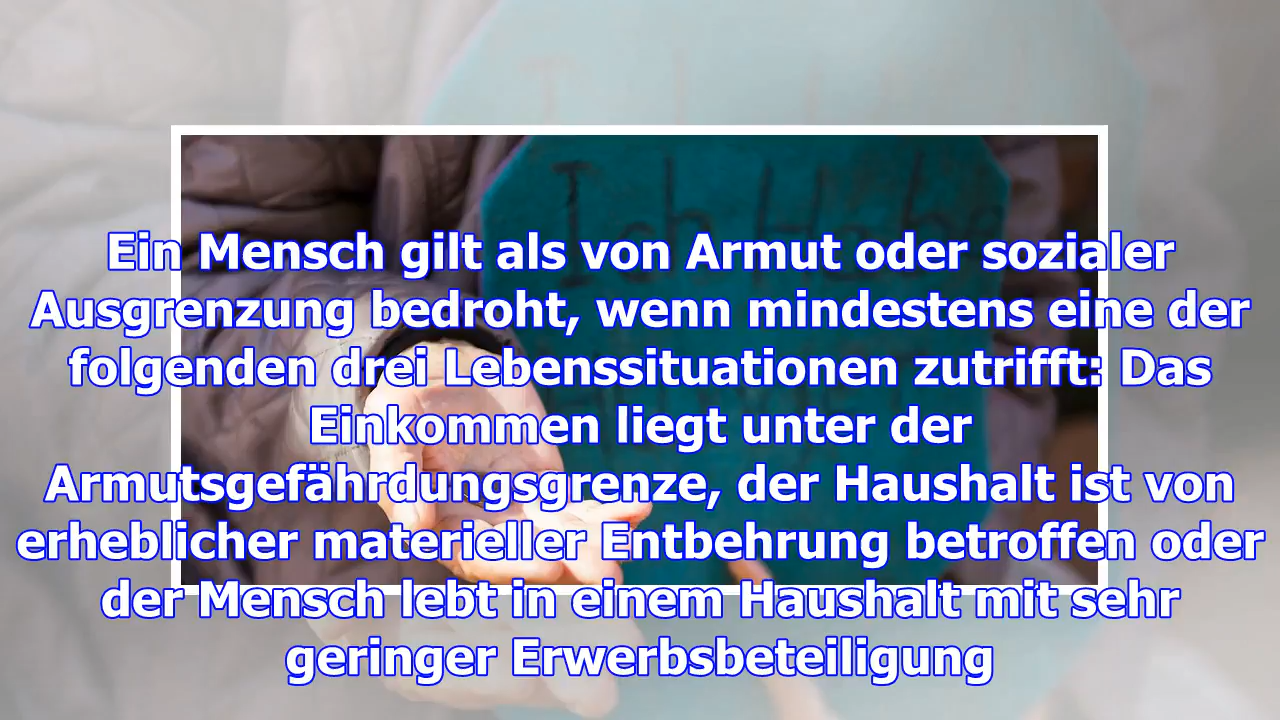 Ich Habe
Ein Mensch gilt als von Armut oder sozialer
Ausgrenzung bedroht, wenn mindestens eine der
folgenden drei Lebenssituationen zutrifft: Das
Einkommen liegt unter der
Armutsgefährdungsgrenze, der Haushalt ist von
erheblicher materieller Entbehrung betroffen oder
der Mensch lebt in einem Haushalt mit sehr
geringer Erwerbsbeteiligung